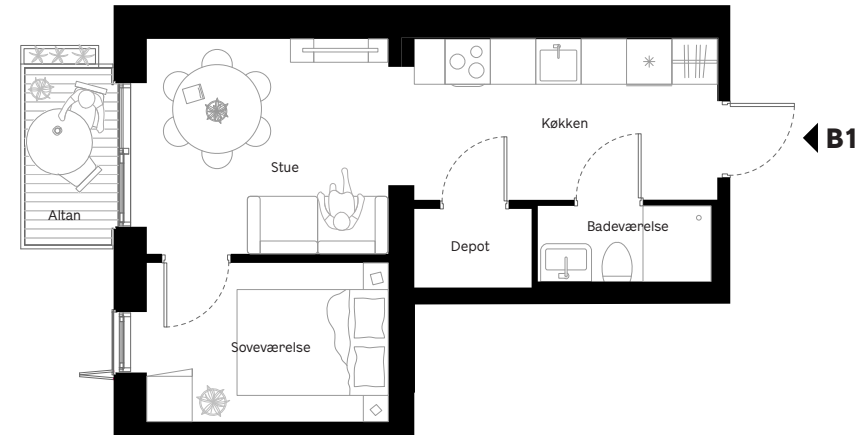 Køkken
B1
Stue
Altan
Badeværelse
Depot
Soveværelse